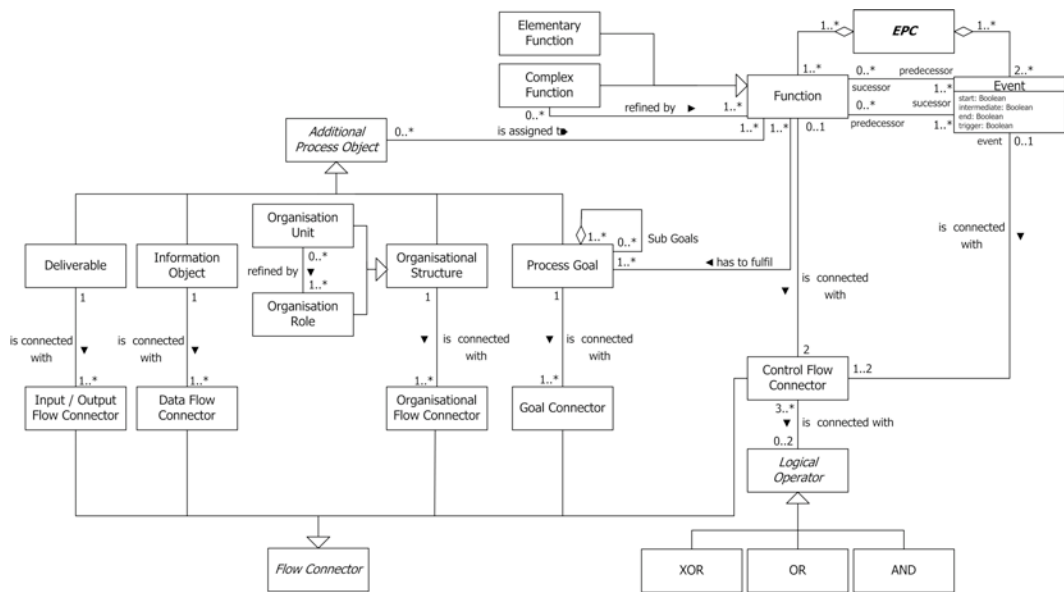 Elementary
Function
1..*
EPC
1..*
Complex
Function
1..*
0..*
predecessor
2..*
Function
sucessor
1..*
Event
start: Boolean
intermediate: Boolean
end: Boolean
trigger: Boolean
0..*
refined by
1..*
0..*
sucessor
Additional
Process Object
0..*
is assigned to
1..*
1..*
0..1
predecessor
1..*
event
0..1
Organisation
Unit
0..*
refined by
1..*
Organisation
Role
Deliverable
Information
Object
Organisational
Structure
Process Goal
1..*
0..*
Sub Goals
1..*
has to fulfil
is connected
with
1
1
1
1
is connected
with
is connected
with
is connected
with
is connected
with
is connected
with
1..*
1..*
1..*
1..*
2
Input / Output
Flow Connector
Data Flow
Connector
Organisational
Flow Connector
Goal Connector
Control Flow
Connector
1..2
3..*
is connected with
0..2
Logical
Operator
Flow Connector
XOR
OR
AND